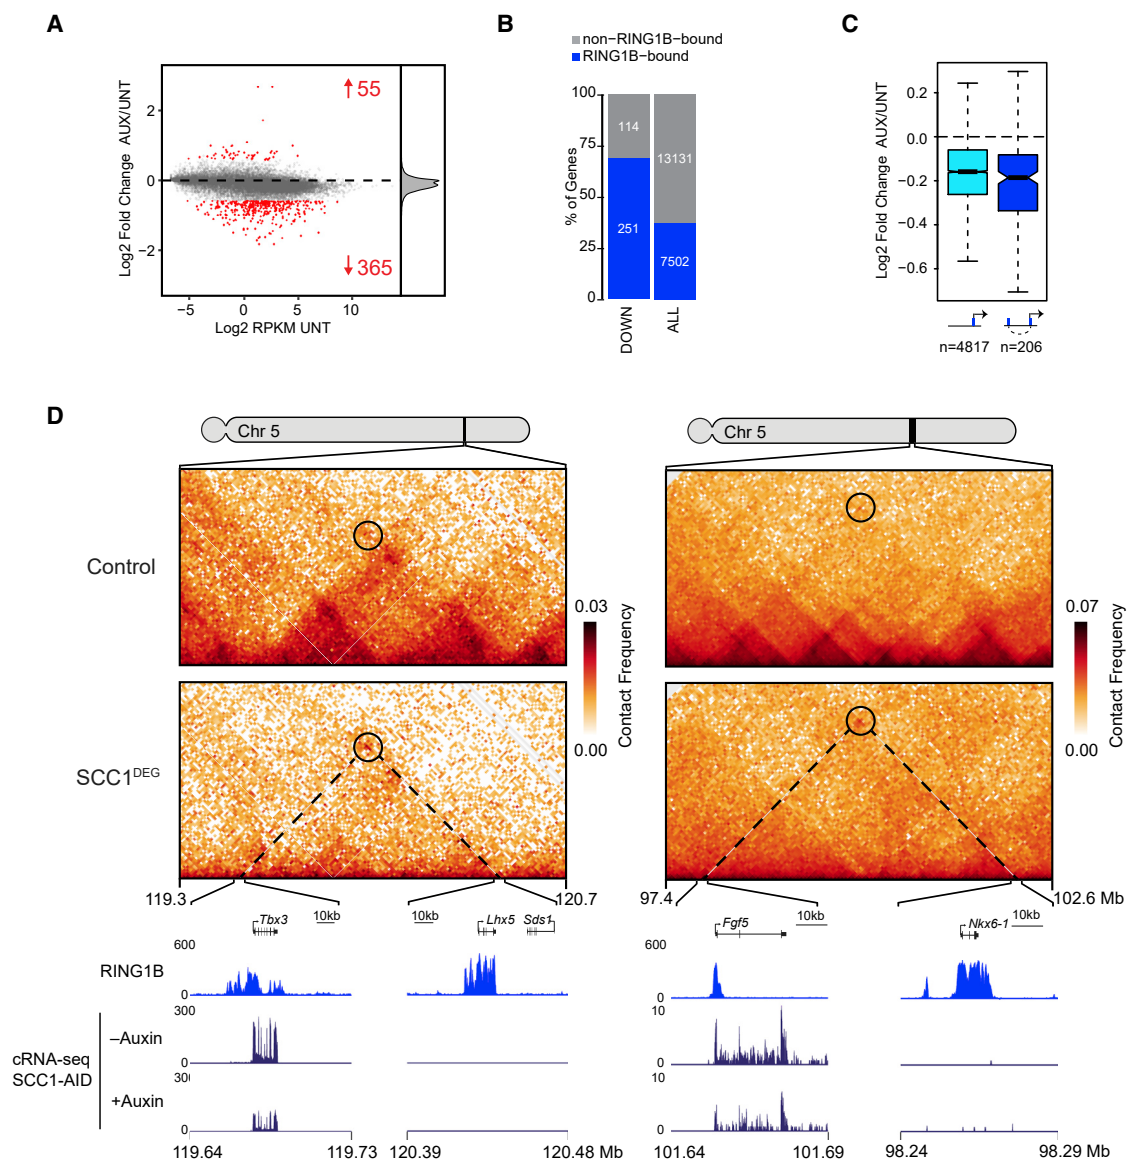 A
Log2 Fold Change AUX/UNT
2
0
−2
55
365
−5
0
5
10
Log2 RPKM UNT
B
non−RING1B−bound
RING1B−bound
% of Genes
100
75
50
25
0
114
251
13131
7502
DOWN
ALL
C
Log2 Fold Change AUX/UNT
0.2
0.0
−0.2
−0.4
−0.6
n=4817
n=206
D
Chr 5
Chr 5
Control
0.03
0.00
Contact Frequency
0.07
0.00
Contact Frequency
SCC1DEG
119.3
120.7
97.4
102.6 Mb
Tbx3
10kb
10kb
Lhx5
Sds1
Fgf5
10kb
Nkx6-1
10kb
RING1B
600
0
600
0
cRNA-seq
SCC1-AID
–Auxin
300
0
10
0
+Auxin
30
0
10
0
119.64
119.73
120.39
120.48 Mb
101.64
101.69
98.24
98.29 Mb